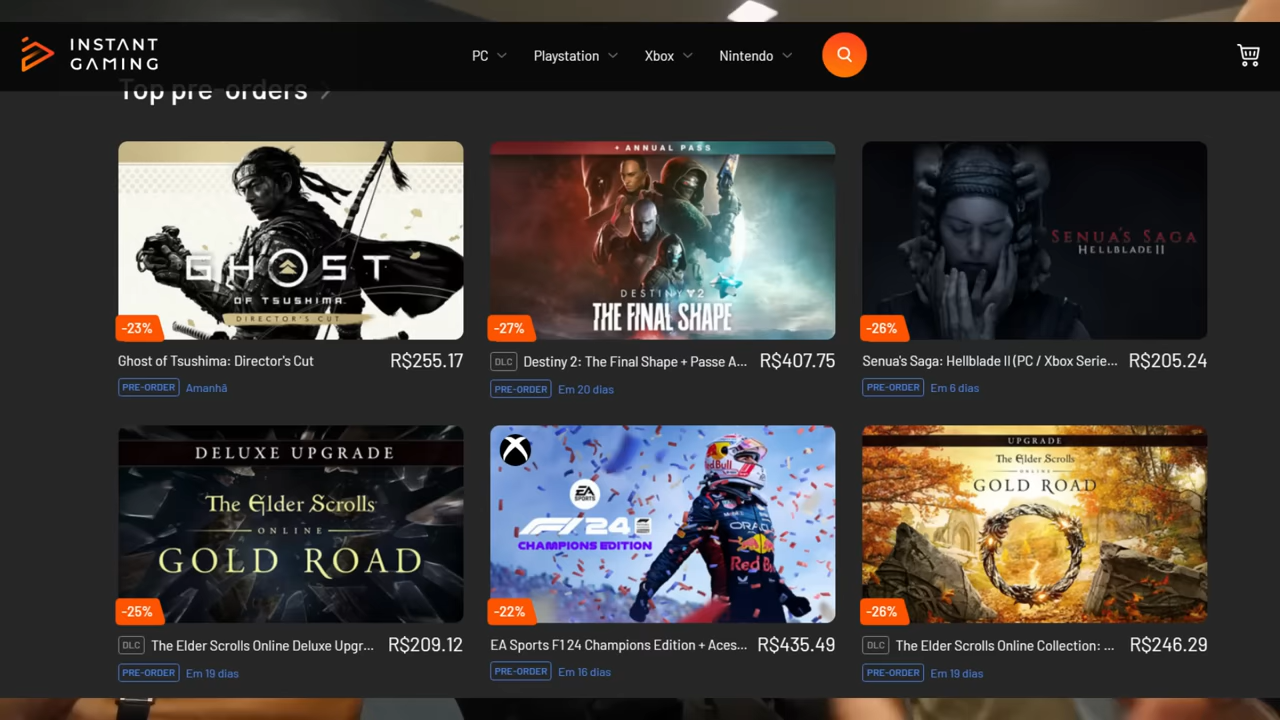 INSTANT
GAMING
PC
Playstation
Xbox
Nintendo
Top pre-orders
+ ANNUAL PASS
GHOST
OF TSUSHIMA
DIRECTOR'S CUT
DESTINY 2
THE FINAL SHAPE
SENUA'S SAGA
HELLBLADE II
-23%
-27%
-26%
Ghost of Tsushima: Director's Cut R$255.17
DLC Destiny 2: The Final Shape + Passe A... R$407.75
Senua's Saga: Hellblade II (PC / Xbox Serie... R$205.24
PRE-ORDER Amanhã
PRE-ORDER Em 20 dias
PRE-ORDER Em 6 dias
DELUXE UPGRADE
The Elder Scrolls
ONLINE
GOLD ROAD
EA
SPORTS
F1 24
CHAMPIONS EDITION
Red Bull
ORACLE
Red Bull
UPGRADE
The Elder Scrolls
ONLINE
GOLD ROAD
-25%
-22%
-26%
DLC The Elder Scrolls Online Deluxe Upgr... R$209.12
EA Sports F1 24 Champions Edition + Aces... R$435.49
DLC The Elder Scrolls Online Collection: ... R$246.29
PRE-ORDER Em 19 dias
PRE-ORDER Em 16 dias
PRE-ORDER Em 19 dias